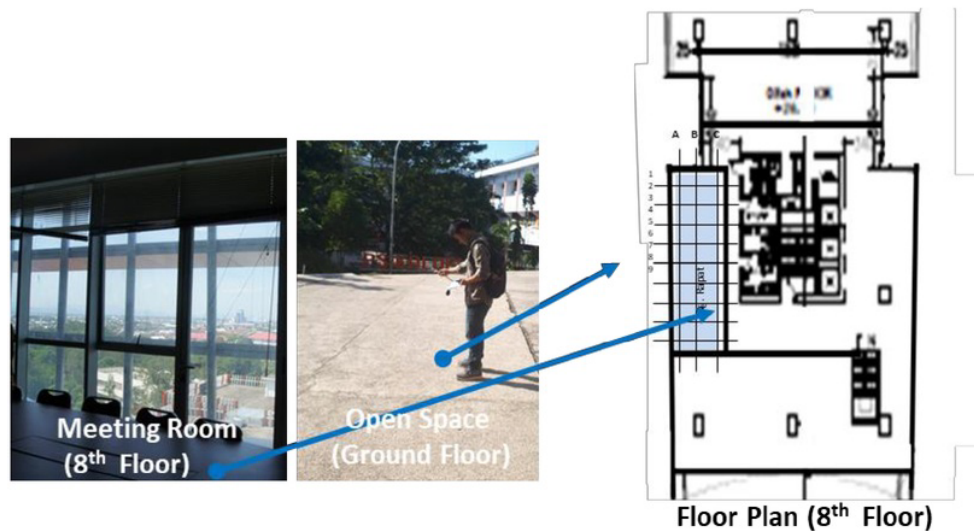 Meeting Room
(8th Floor)
Open Space
(Ground Floor)
A B C
1
2
3
4
5
6
7
8
9
Rapat
Floor Plan (8th Floor)